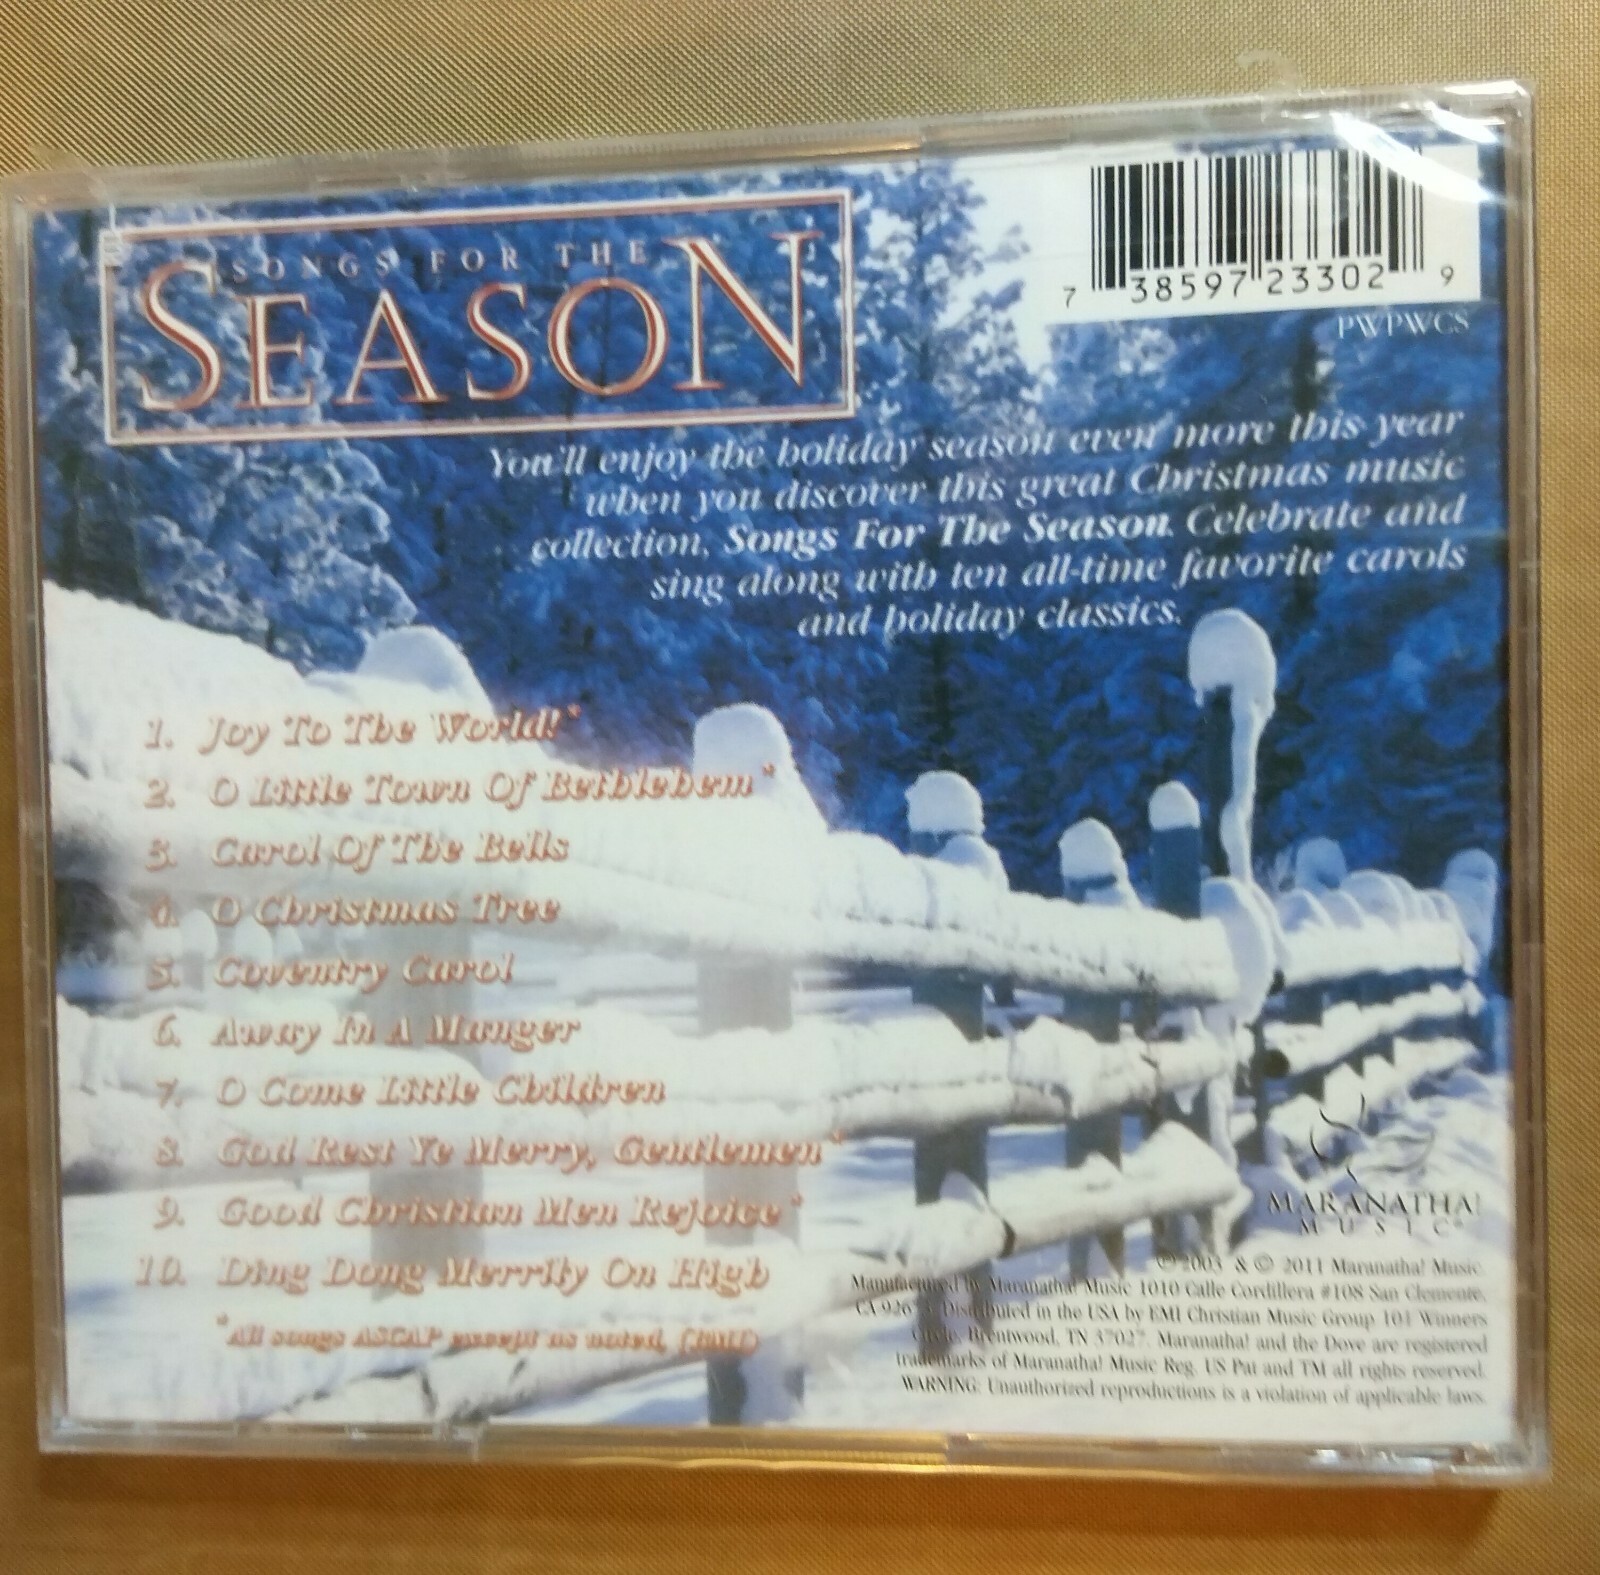 SONGS FOR THE
SEASON
7 38597 23302 9
PWPWCS
You'll enjoy the holiday season even more this year
when you discover this great Christmas music
collection, Songs For The Season. Celebrate and
sing along with ten all-time favorite carols
and holiday classics.
1. Joy To The World!*
2. O Little Town Of Bethlehem*
3. Carol Of The Bells
4. O Christmas Tree
5. Coventry Carol
6. Away In A Manger
7. O Come Little Children
8. God Rest Ye Merry, Gentlemen*
9. Good Christian Men Rejoice*
10. Ding Dong Merrily On High
*All songs ASCAP except as noted, (BMI)
MARANATHA!
MUSIC®
℗ 2003 & © 2011 Maranatha! Music.
Manufactured by Maranatha! Music 1010 Calle Cordillera #108 San Clemente,
CA Distributed in the USA by EMI Christian Music Group 101 Winners
Circle, Brentwood, TN 37027. Maranatha! and the Dove are registered
trademarks of Maranatha! Music Reg. US Pat and TM all rights reserved.
WARNING: Unauthorized reproductions is a violation of applicable laws.